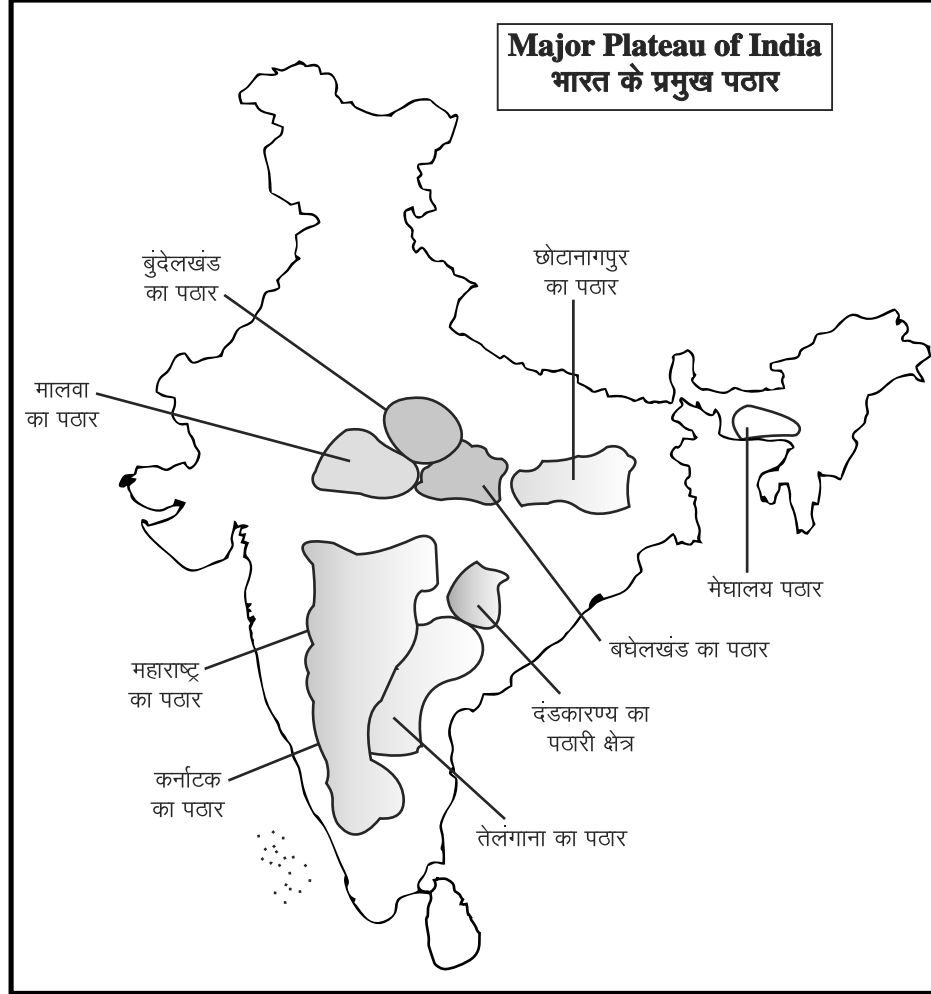 Major Plateau of India
भारत के प्रमुख पठार
बुंदेलखंड
का पठार
छोटानागपुर
का पठार
मालवा
का पठार
मेघालय पठार
बघेलखंड का पठार
महाराष्ट्र
का पठार
दंडकारण्य का
पठारी क्षेत्र
कर्नाटक
का पठार
तेलंगाना का पठार